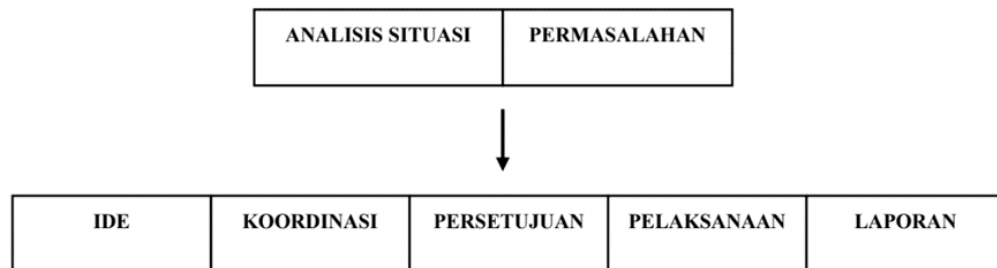 ANALISIS SITUASI PERMASALAHAN
IDE KOORDINASI PERSETUJUAN PELAKSANAAN LAPORAN